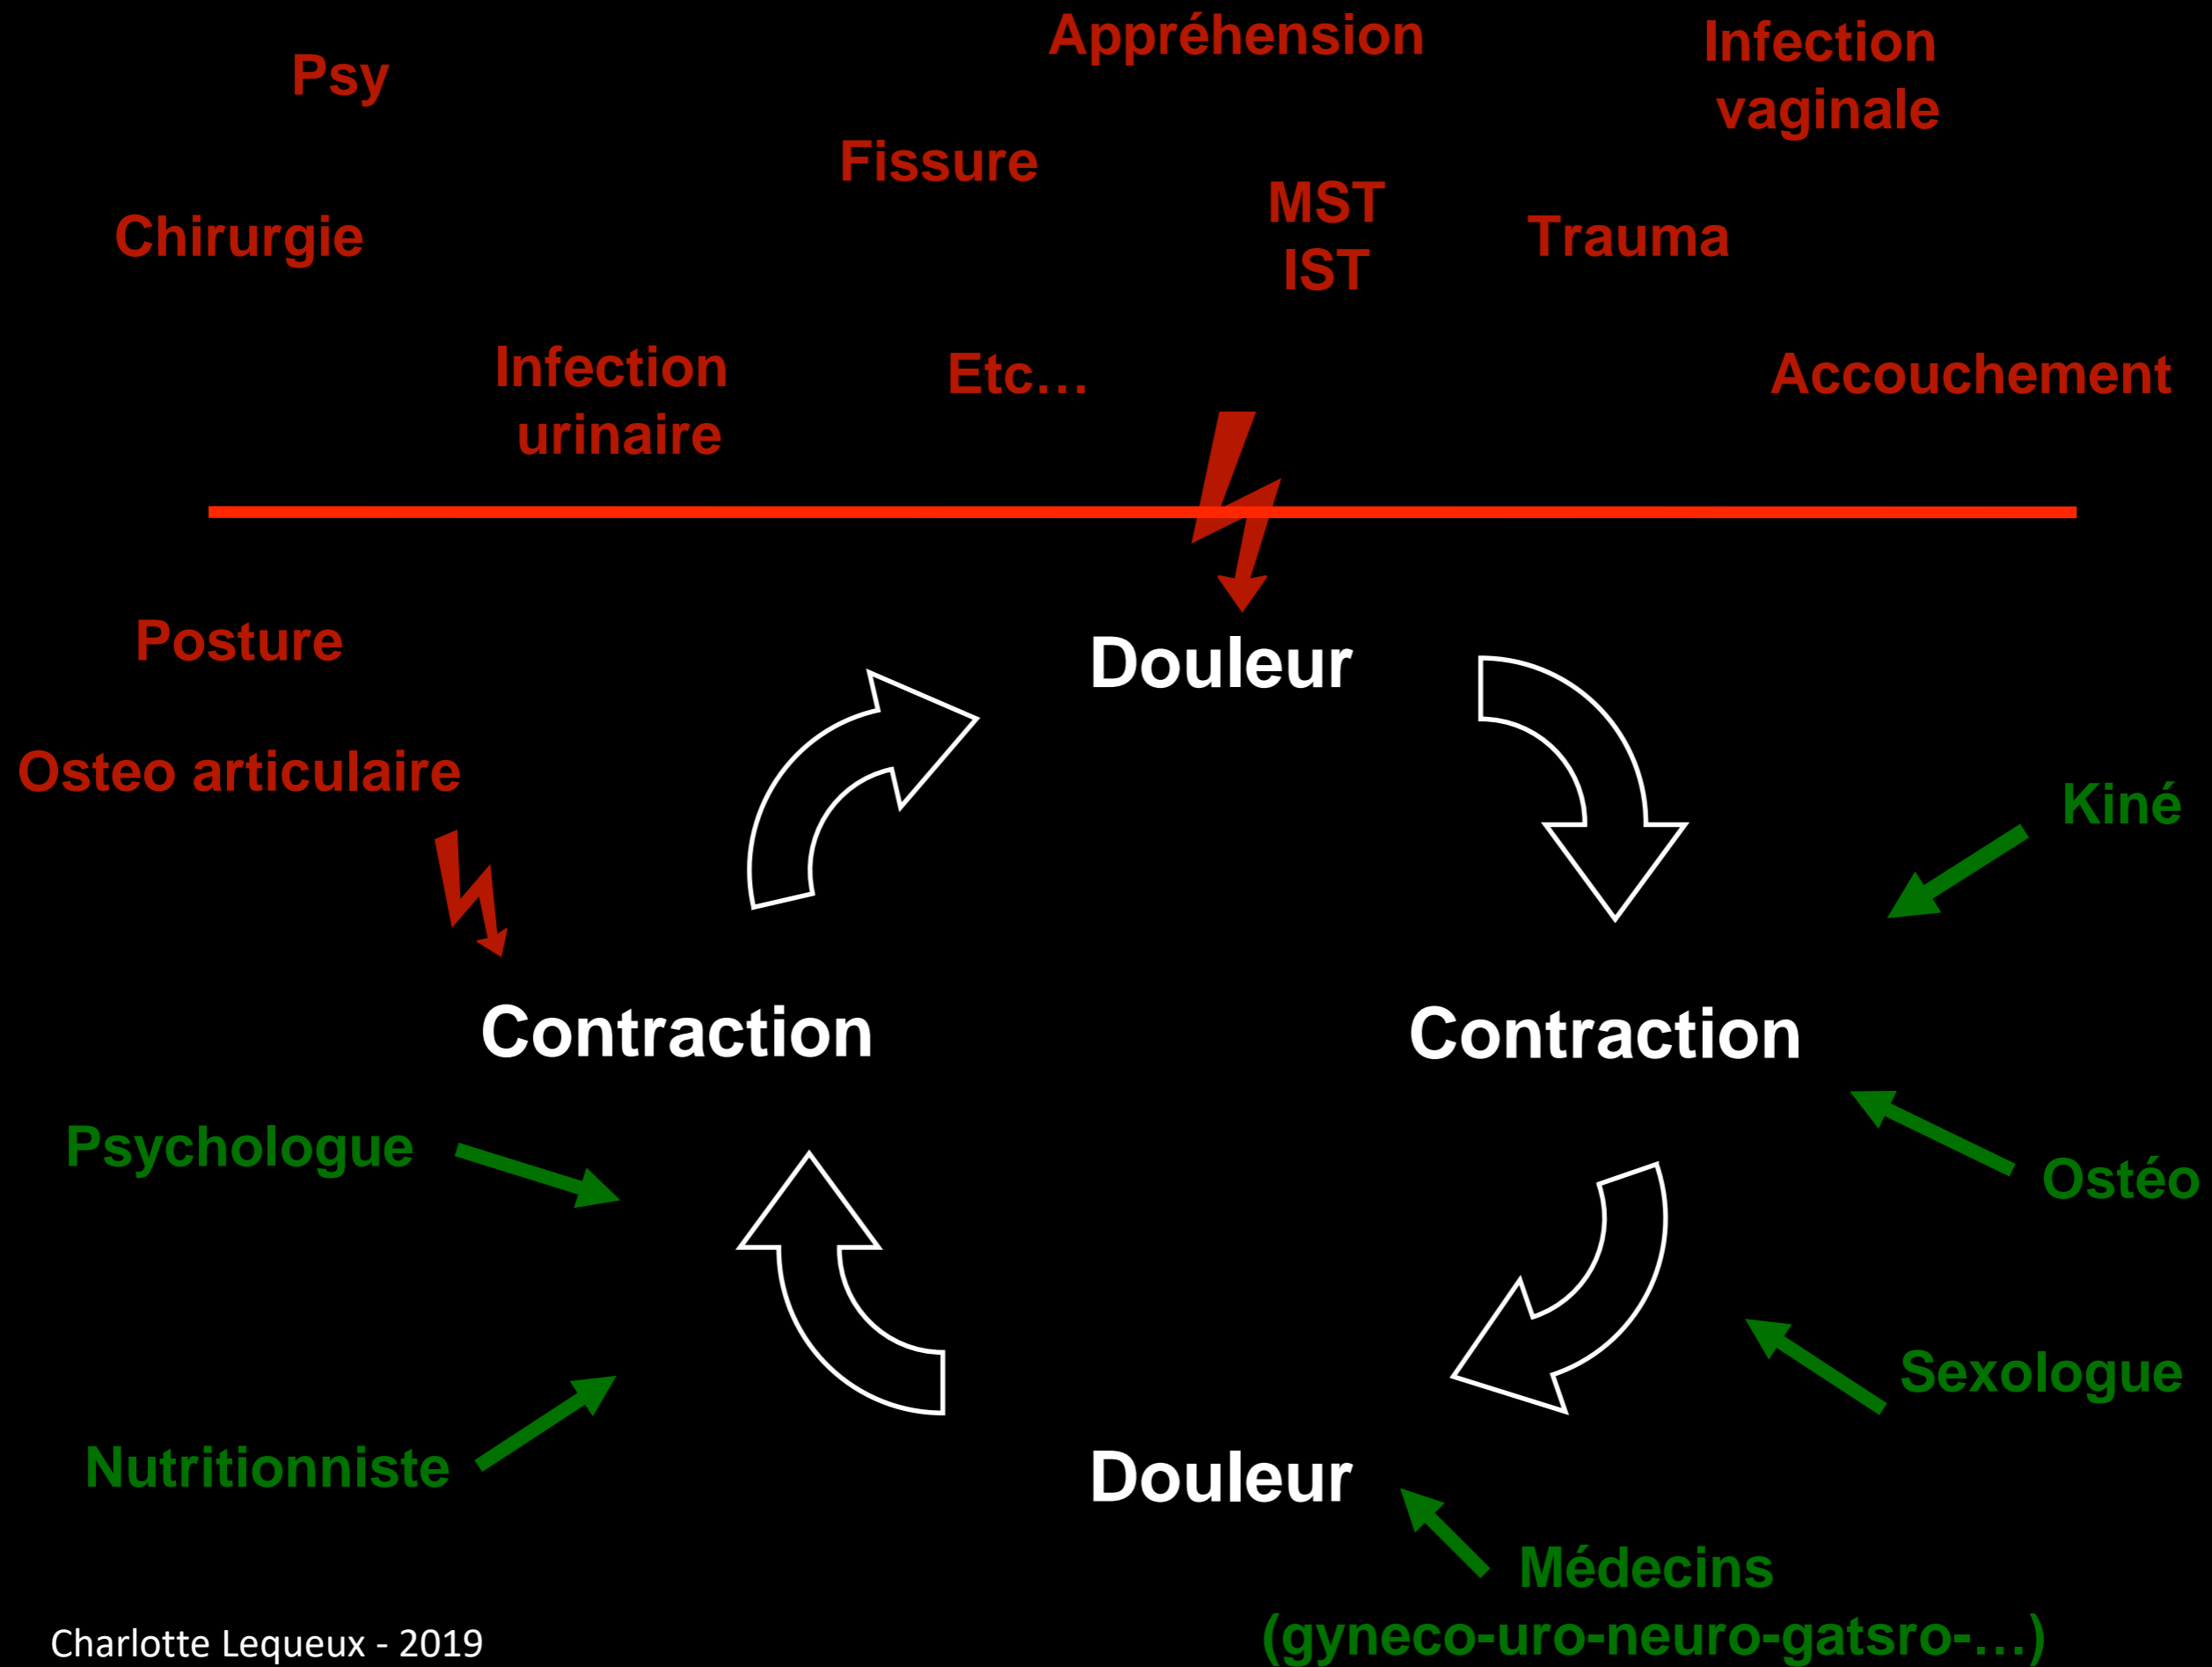 Appréhension
Infection
vaginale
Psy
Fissure
MST
IST
Chirurgie
Trauma
Infection
urinaire
Etc…
Accouchement
Posture
Douleur
Osteo articulaire
Kiné
Contraction
Contraction
Psychologue
Ostéo
Sexologue
Nutritionniste
Douleur
Médecins
(gyneco-uro-neuro-gatsro-…)
Charlotte Lequeux - 2019